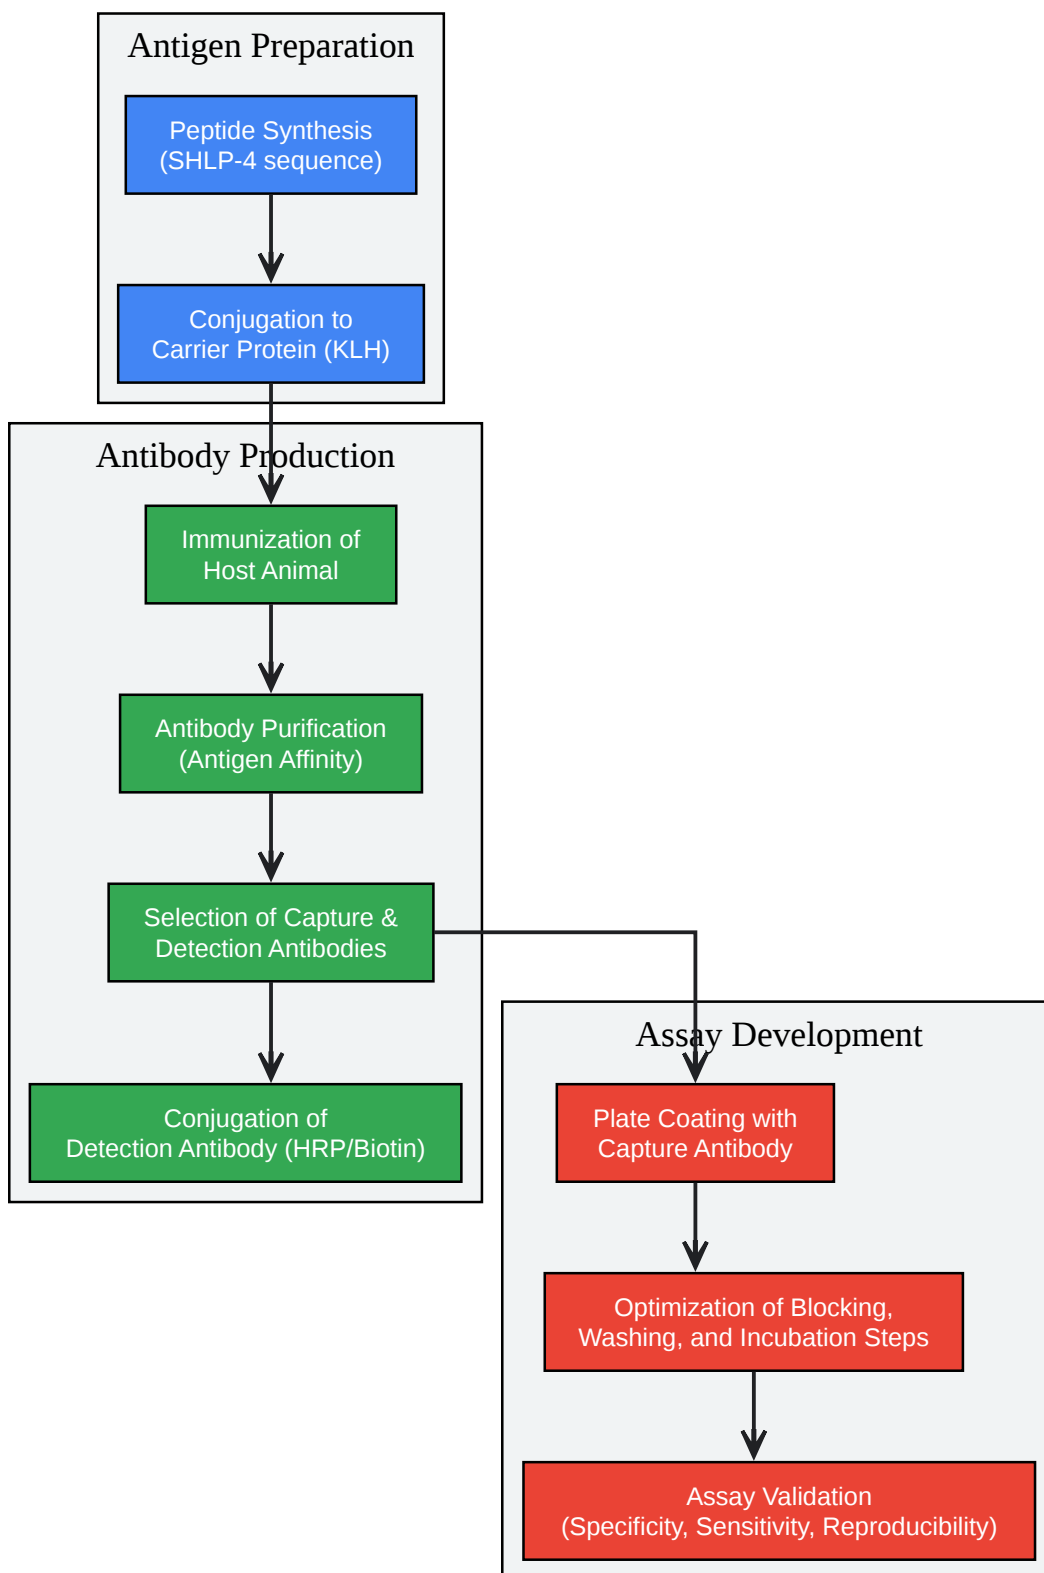 Antigen Preparation
Peptide Synthesis
(SHLP-4 sequence)
Conjugation to
Carrier Protein (KLH)
Antibody Production
Immunization of
Host Animal
Antibody Purification
(Antigen Affinity)
Selection of Capture &
Detection Antibodies
Conjugation of
Detection Antibody (HRP/Biotin)
Assay Development
Plate Coating with
Capture Antibody
Optimization of Blocking,
Washing, and Incubation Steps
Assay Validation
(Specificity, Sensitivity, Reproducibility)